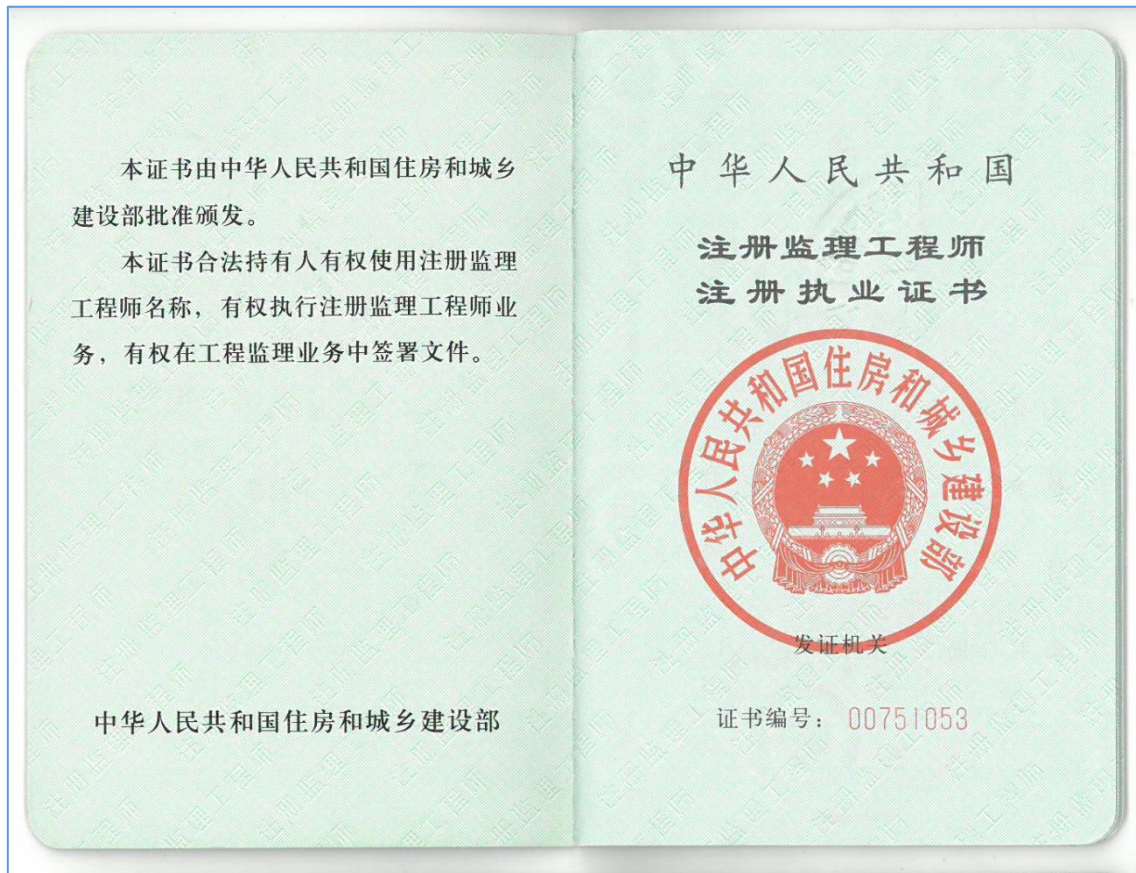 本证书由中华人民共和国住房和城乡
建设部批准颁发。
本证书合法持有人有权使用注册监理
工程师名称，有权执行注册监理工程师业
务，有权在工程监理业务中签署文件。
中华人民共和国住房和城乡建设部
中华人民共和国
注册监理工程师
注册执业证书
中华人民共和国住房和城乡建设部
发证机关
证书编号：00751053